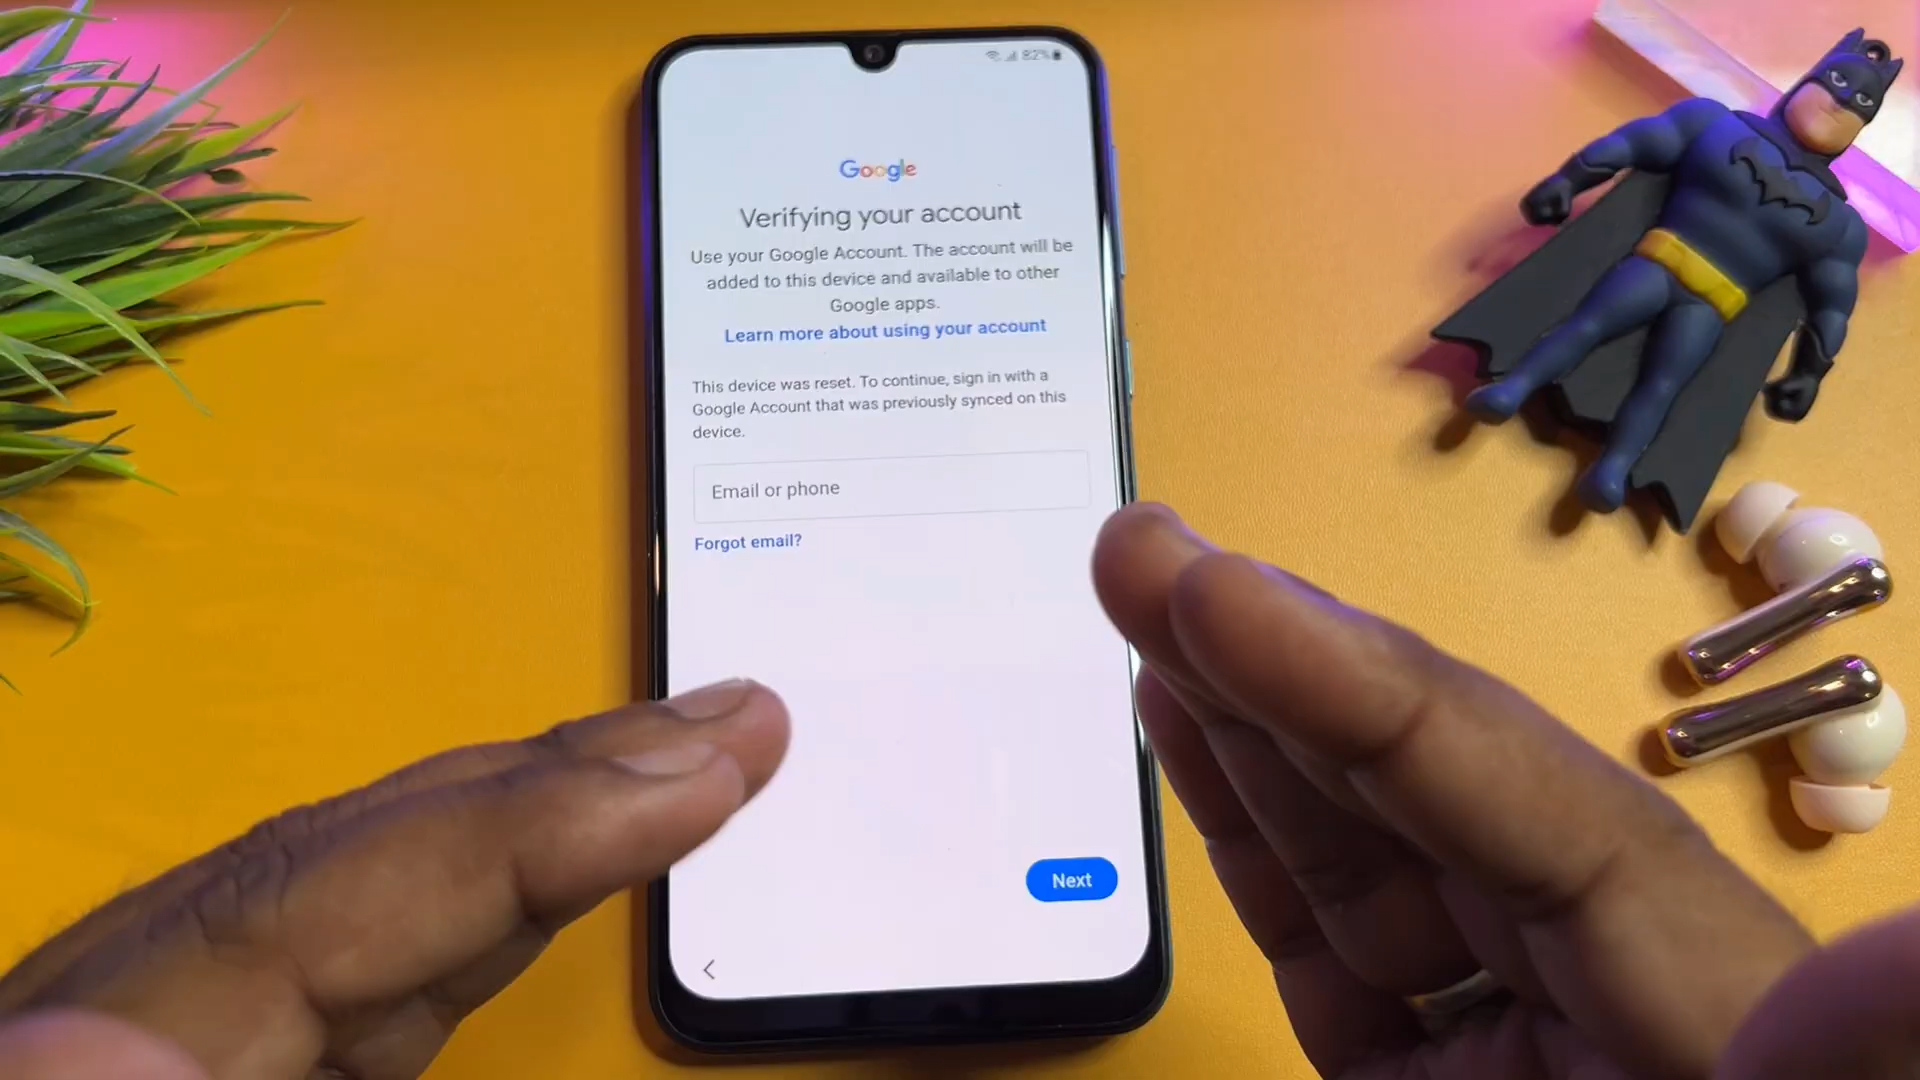 82%
Google
Verifying your account
Use your Google Account. The account will be
added to this device and available to other
Google apps.
Learn more about using your account
This device was reset. To continue, sign in with a
Google Account that was previously synced on this
device.
Email or phone
Forgot email?
Next